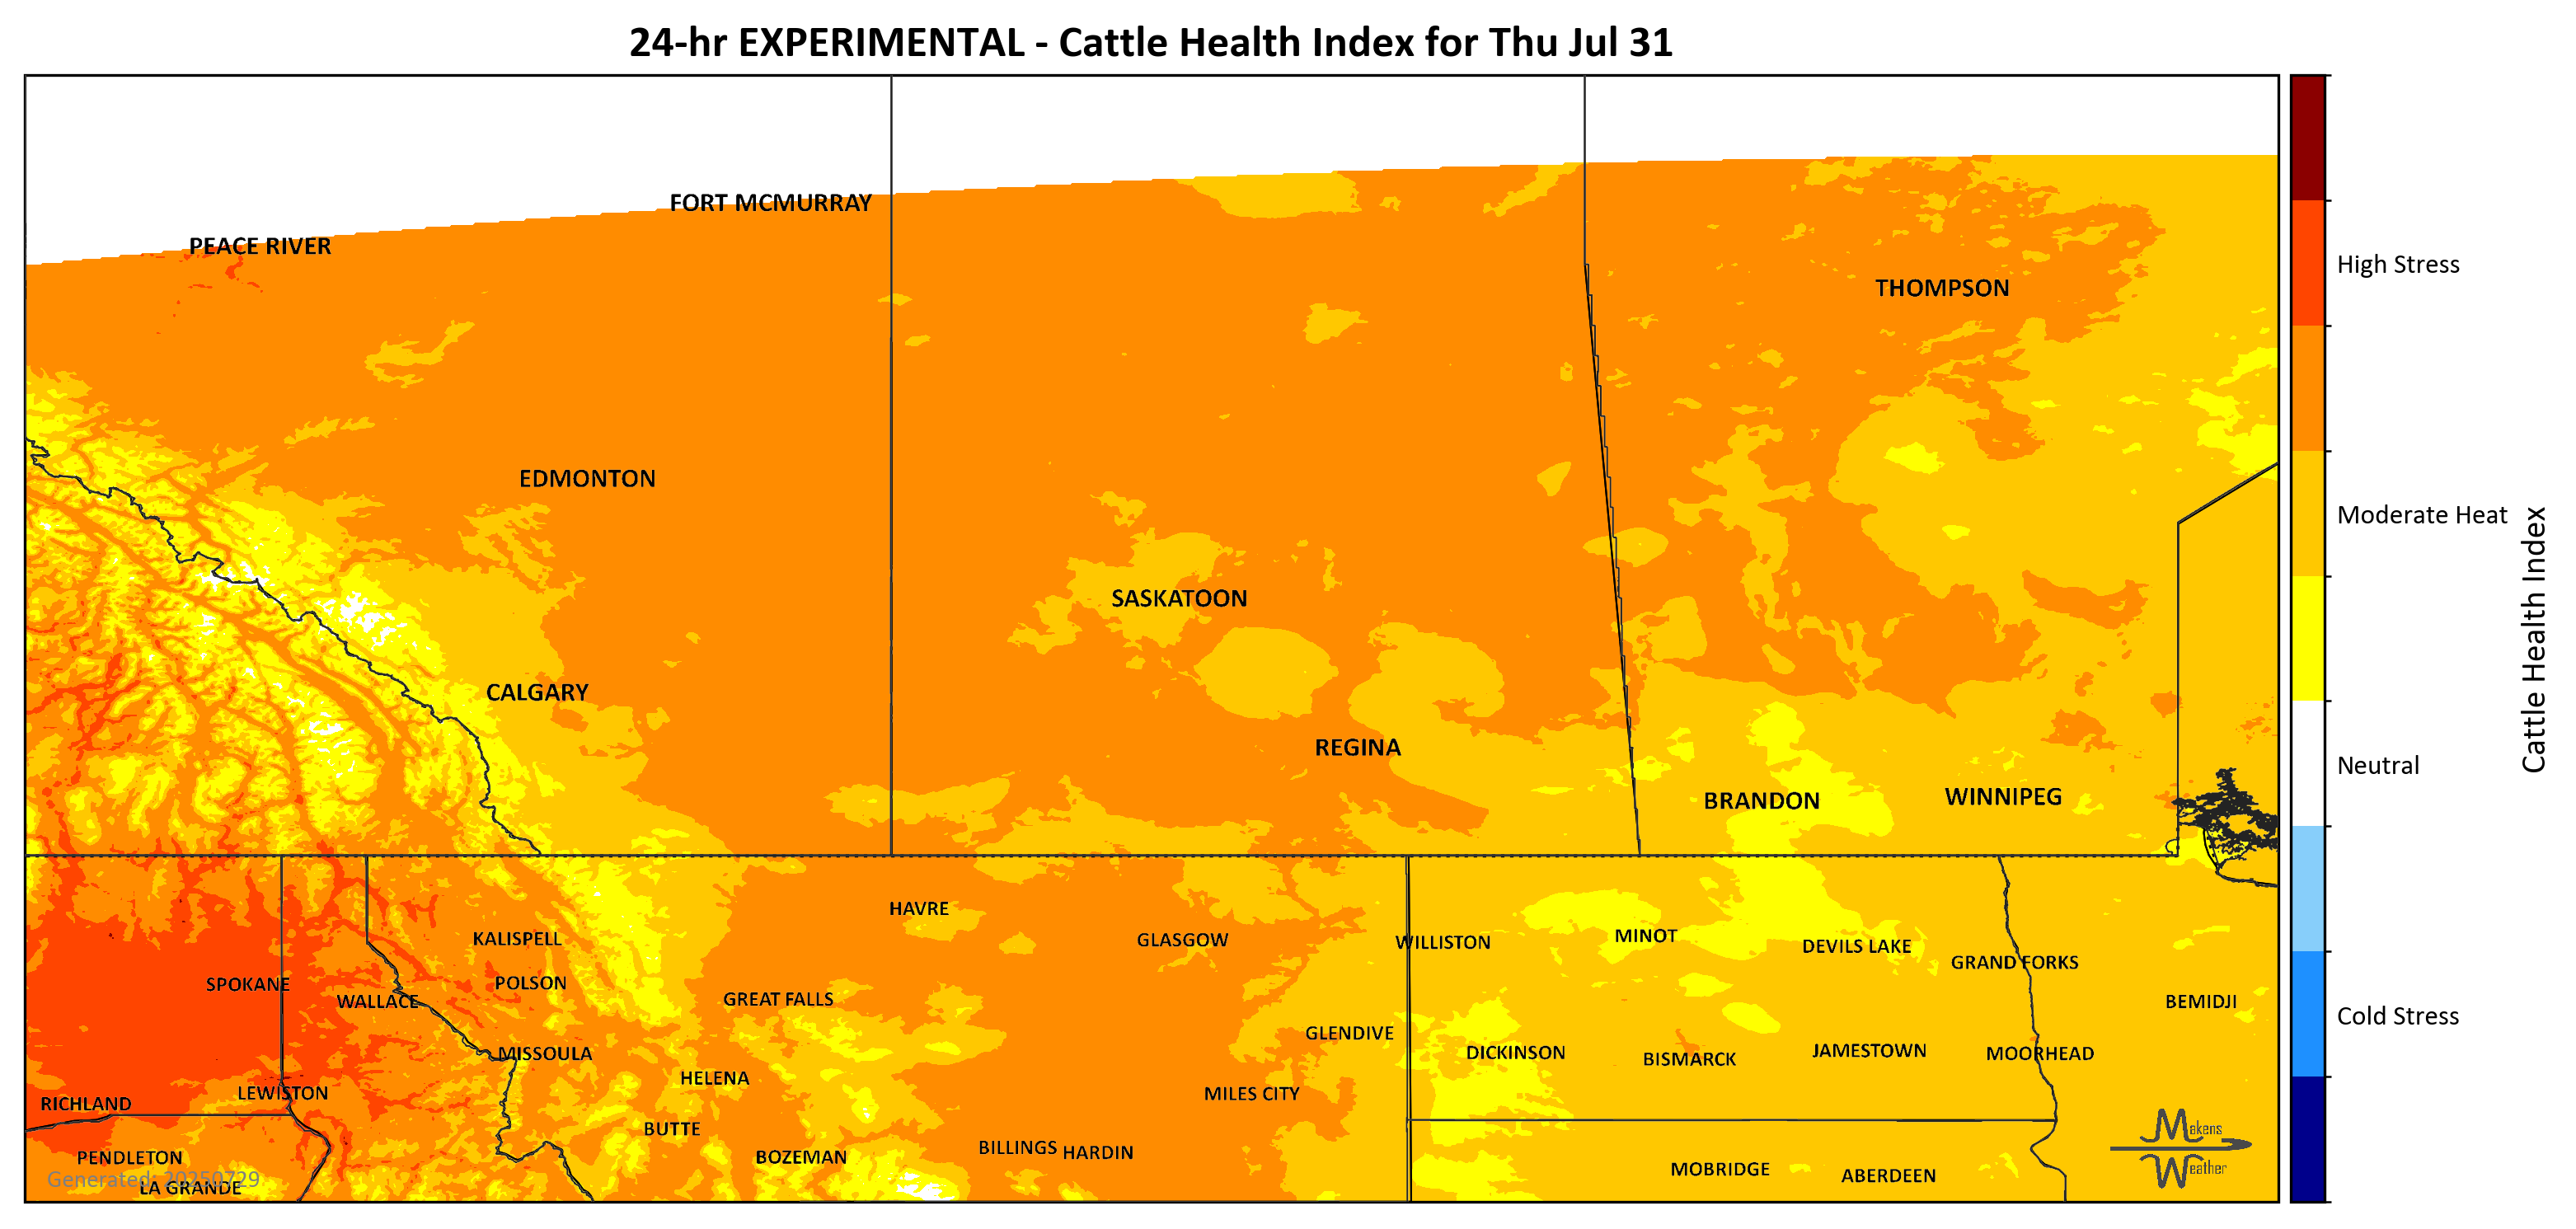 24-hr EXPERIMENTAL - Cattle Health Index for Thu Jul 31
FORT MCMURRAY
PEACE RIVER
THOMPSON
High Stress
EDMONTON
Moderate Heat
SASKATOON
CALGARY
REGINA
Cattle Health Index
Neutral
BRANDON
WINNIPEG
HAVRE
KALISPELL
GLASGOW
WILLISTON
MINOT
DEVILS LAKE
GRAND FORKS
SPOKANE
POLSON
WALLACE
GREAT FALLS
BEMIDJI
Cold Stress
GLENDIVE
MISSOULA
DICKINSON
BISMARCK
JAMESTOWN
MOORHEAD
HELENA
LEWISTON
MILES CITY
RICHLAND
BUTTE
Makens
Weather
BILLINGS
HARDIN
PENDLETON
BOZEMAN
MOBRIDGE
ABERDEEN
Generated: 20250729
LA GRANDE